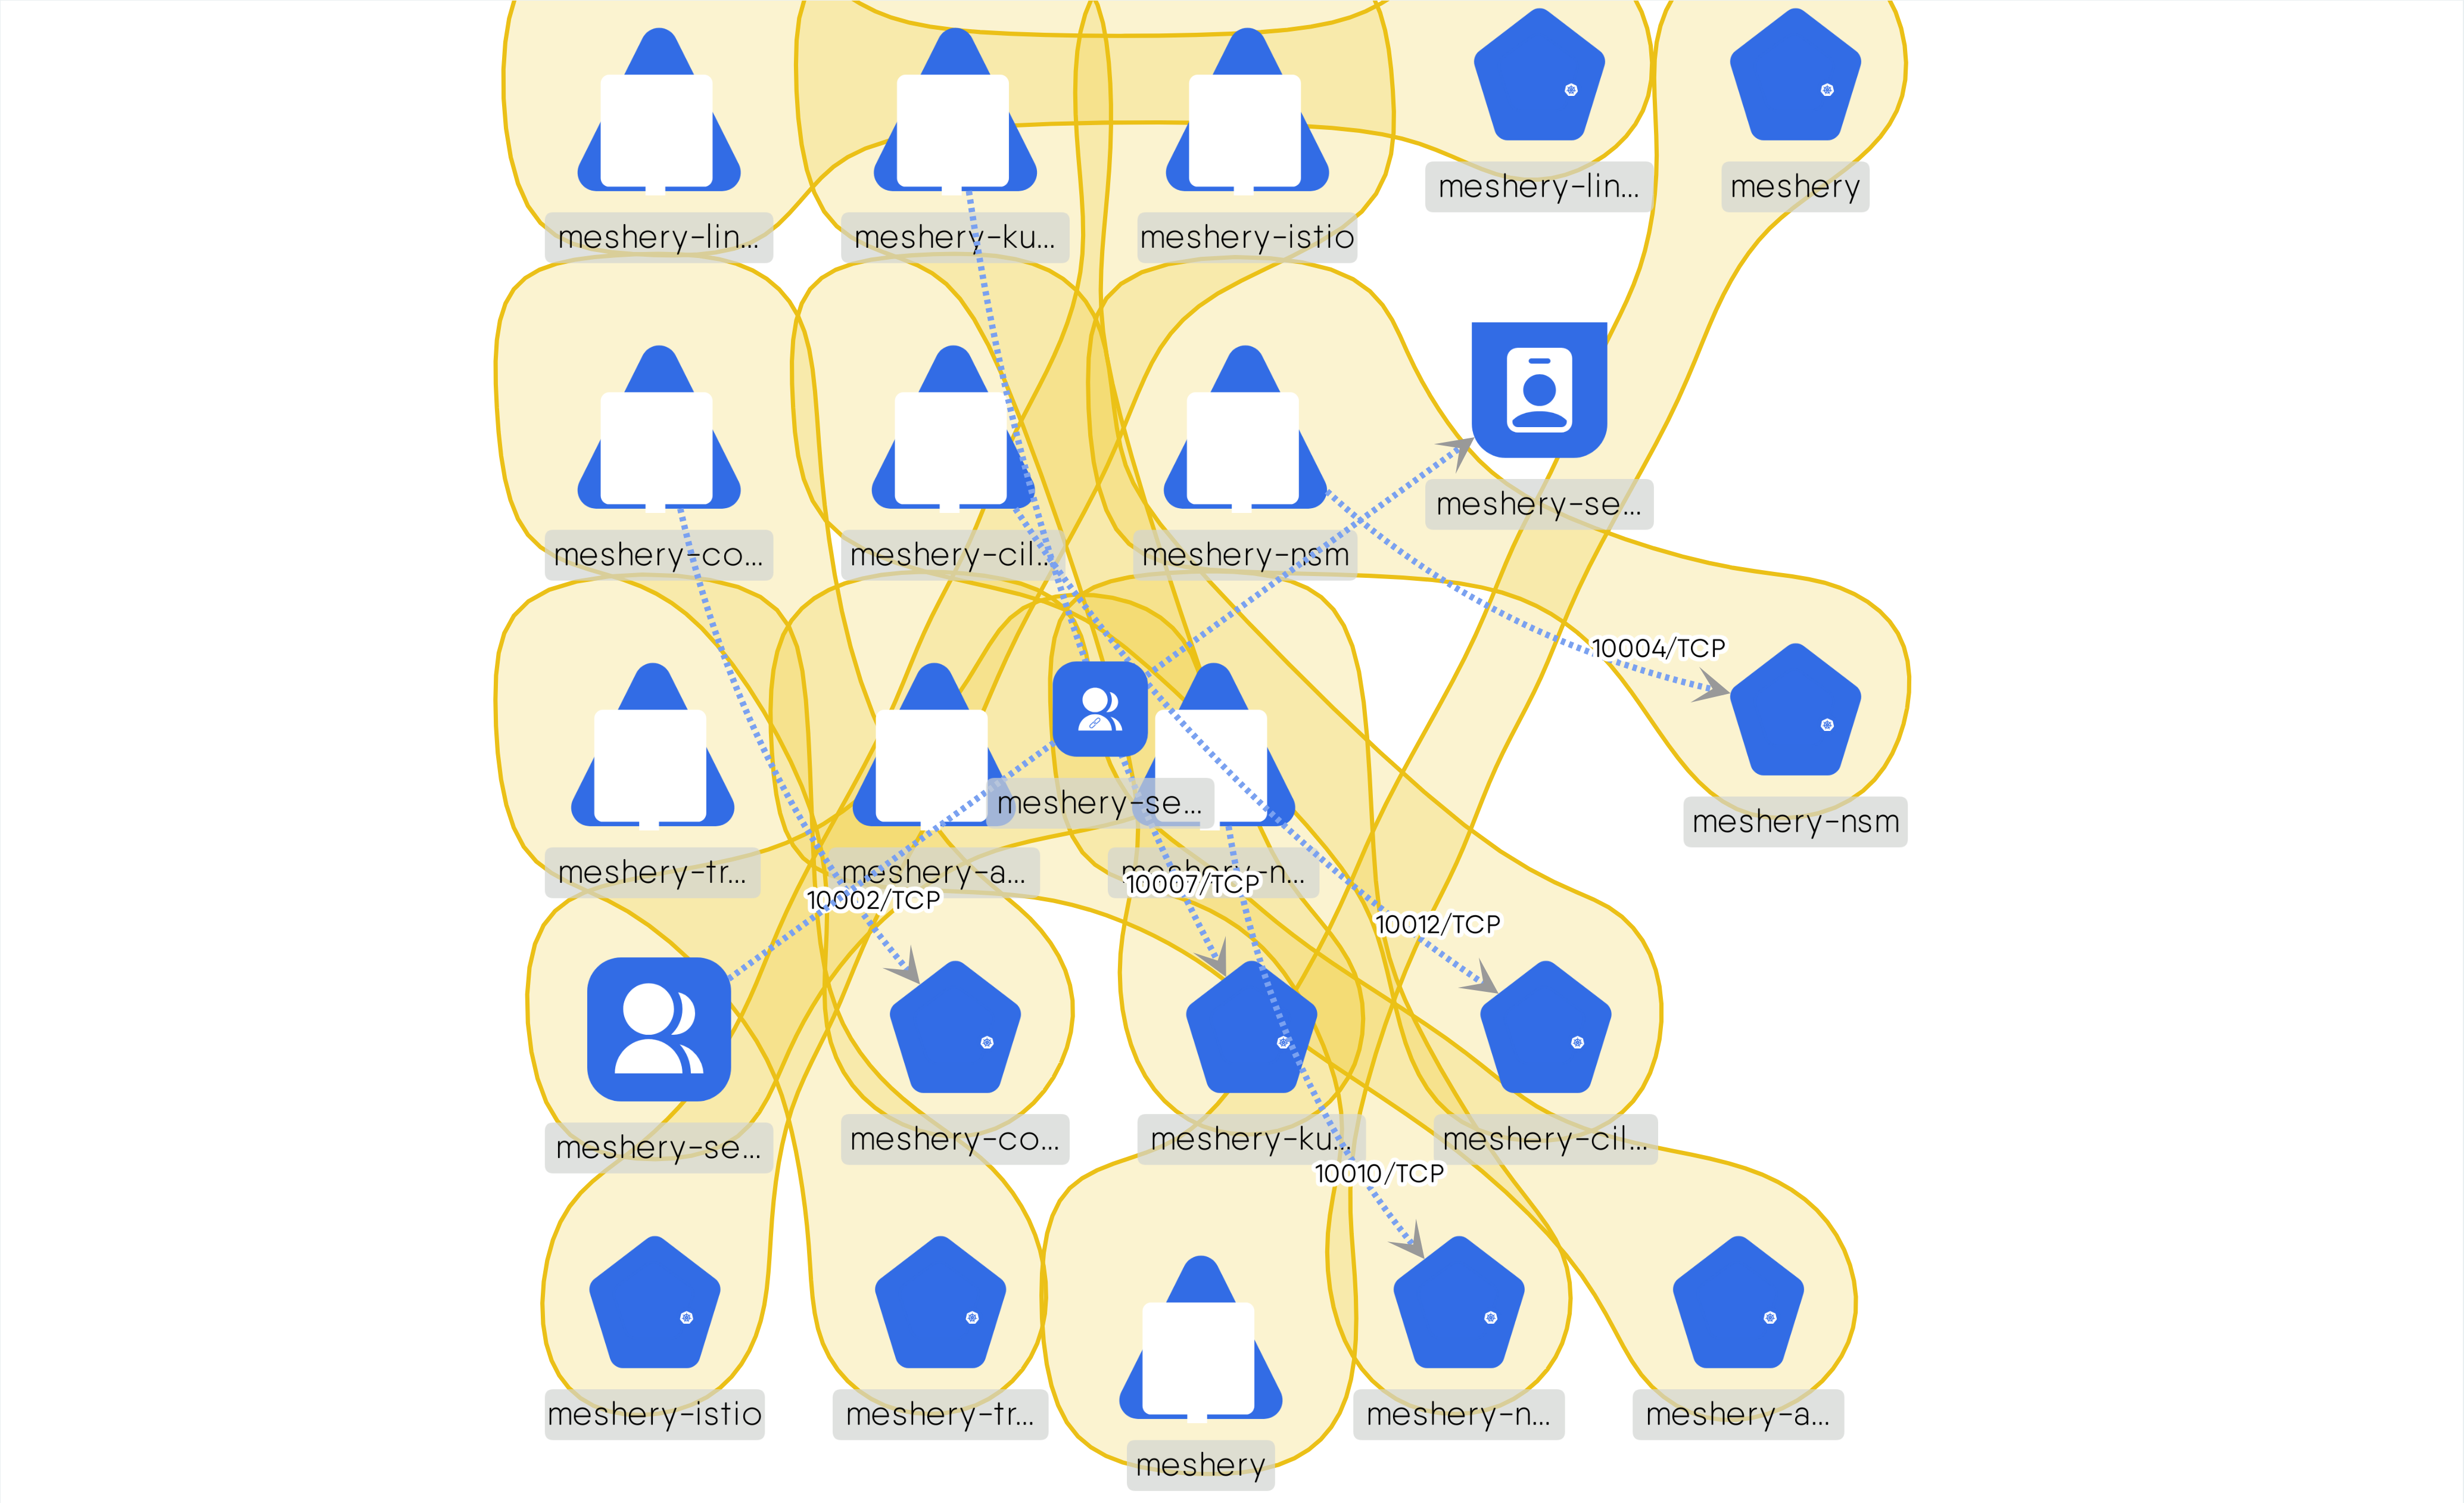 meshery-lin...
meshery
meshery-lin...
meshery-ku...
meshery-istio
meshery-se...
meshery-co...
meshery-cil...
meshery-nsm
10004/TCP
meshery-se...
meshery-nsm
meshery-tr...
meshery-a...
meshery-n...
10007/TCP
10002/TCP
10012/TCP
meshery-se...
meshery-co...
meshery-ku...
meshery-cil...
10010/TCP
meshery-istio
meshery-tr...
meshery-n...
meshery-a...
meshery